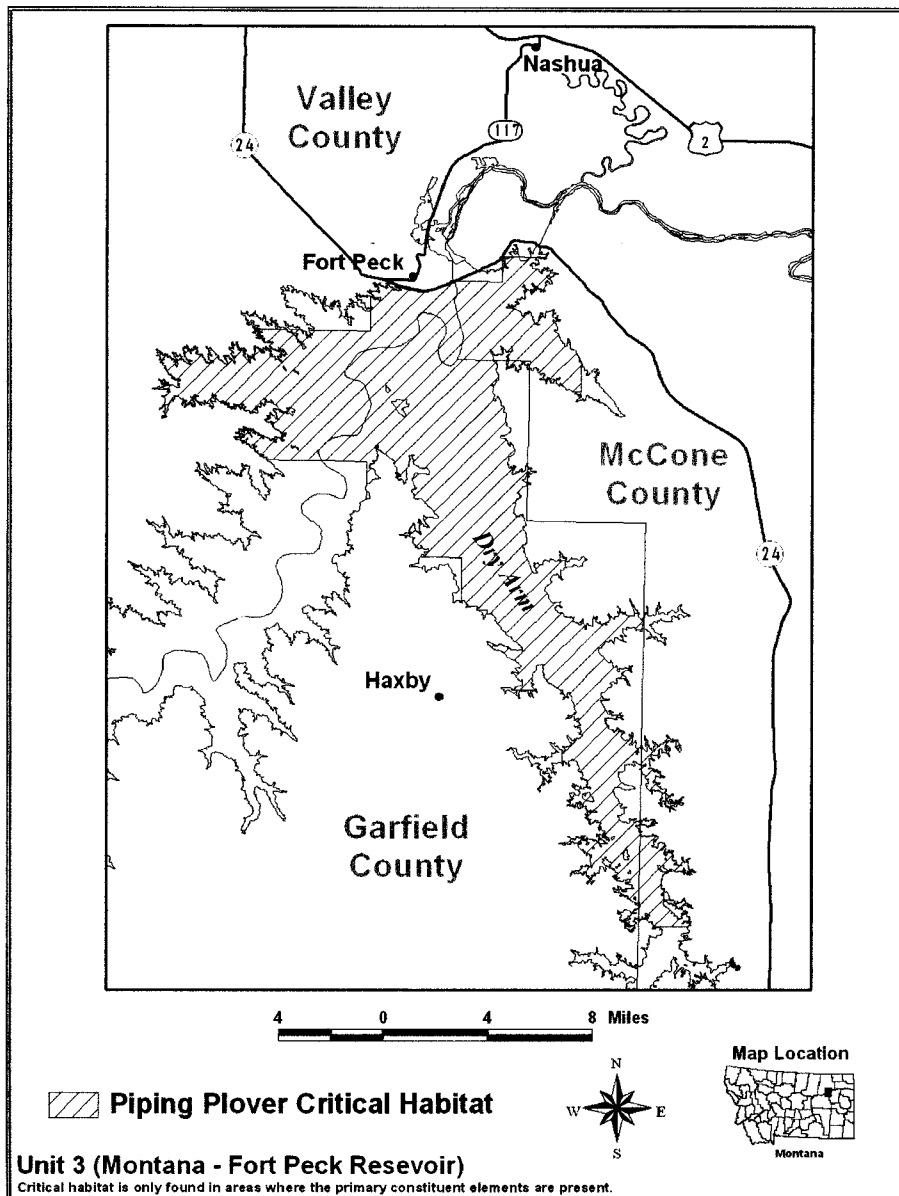 Nashua
Valley
County
117
24
2
Fort Peck
McCone
County
24
Dry Arm
Haxby
Garfield
County
4 0 4 8 Miles
N
W E
S
Map Location
Montana
Piping Plover Critical Habitat
Unit 3 (Montana - Fort Peck Resevoir)
Critical habitat is only found in areas where the primary constituent elements are present.